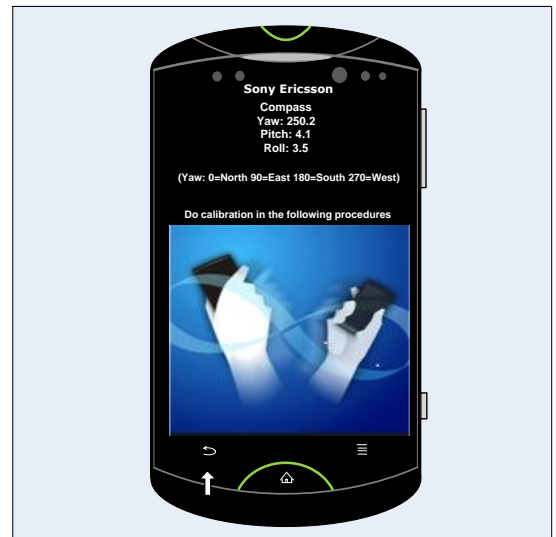 Sony Ericsson
Compass
Yaw: 250.2
Pitch: 4.1
Roll: 3.5
(Yaw: 0=North 90=East 180=South 270=West)
Do calibration in the following procedures